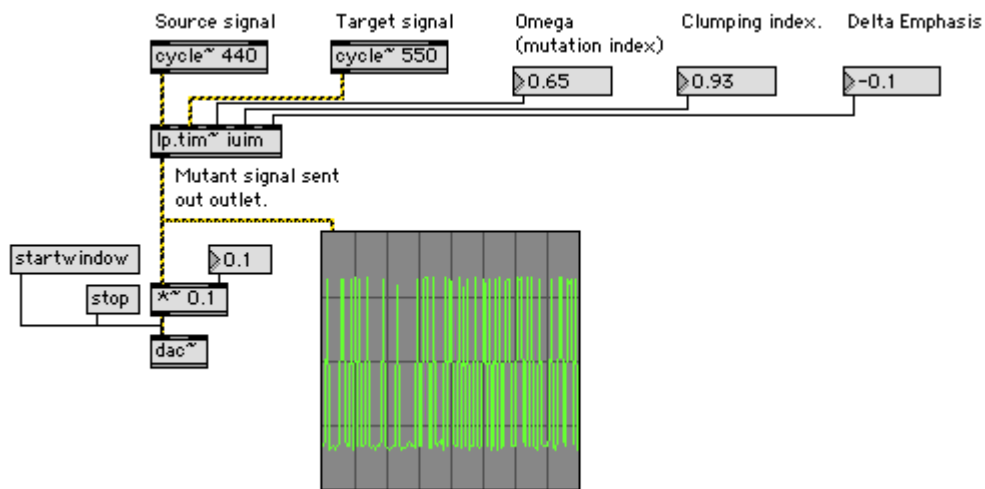 Source signal
Target signal
Omega
(mutation index)
Clumping index.
Delta Emphasis
cycle~ 440
cycle~ 550
0.65
0.93
-0.1
lp.tim~ iuim
Mutant signal sent
out outlet.
startwindow
0.1
stop
*~ 0.1
dac~